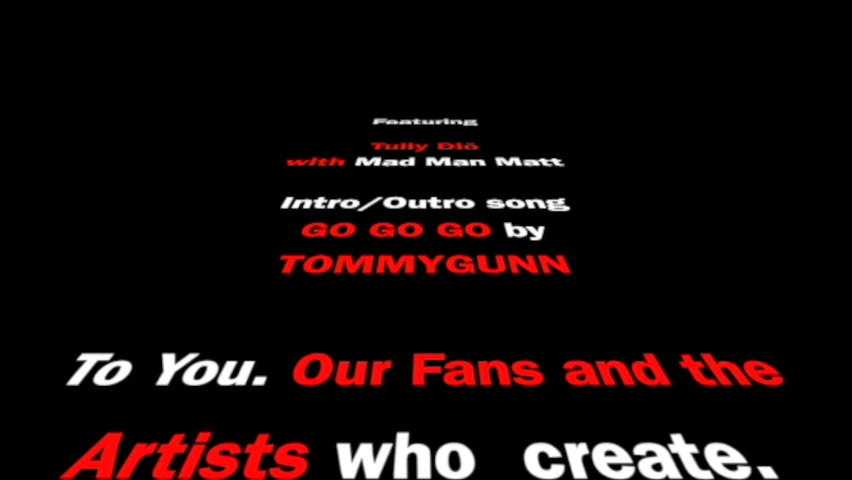 Featuring
Tully Diö
with Mad Man Matt
Intro/Outro song
GO GO GO by
TOMMYGUNN
To You. Our Fans and the
Artists who create.